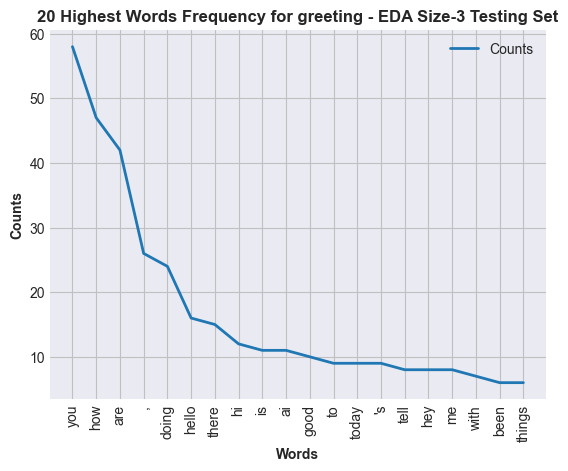 20 Highest Words Frequency for greeting - EDA Size-3 Testing Set
Counts
60
50
40
30
20
10
Counts
you
how
are
,
doing
hello
there
hi
is
ai
good
to
today
's
tell
hey
me
with
been
things
Words